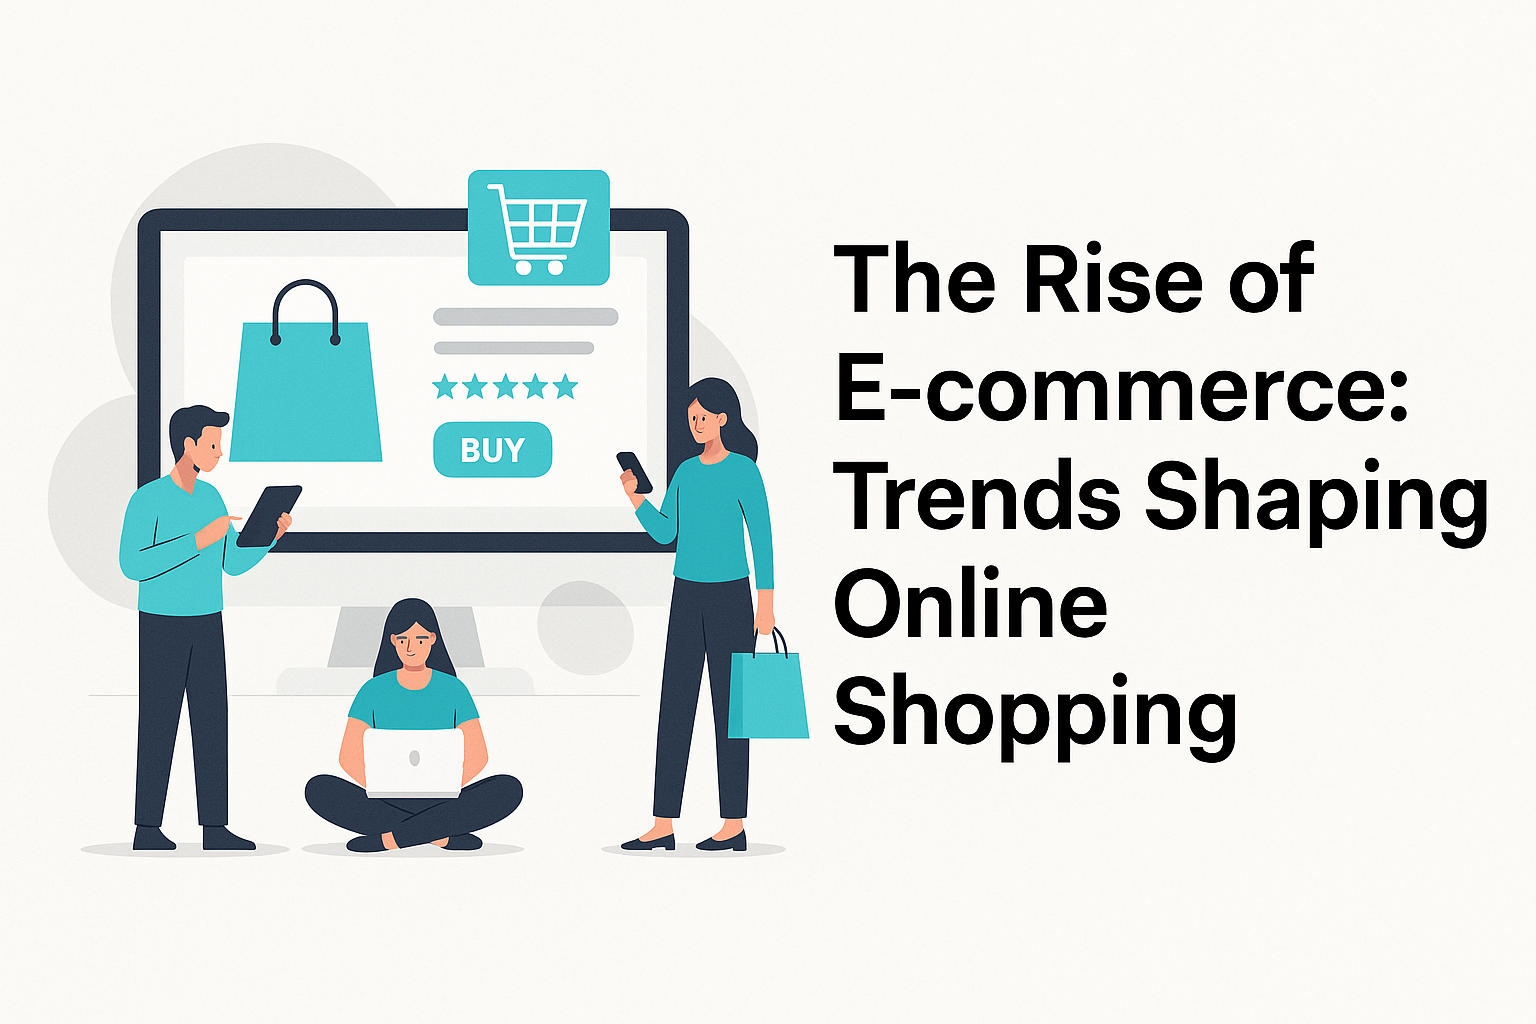 BUY
The Rise of
E-commerce:
Trends Shaping
Online
Shopping